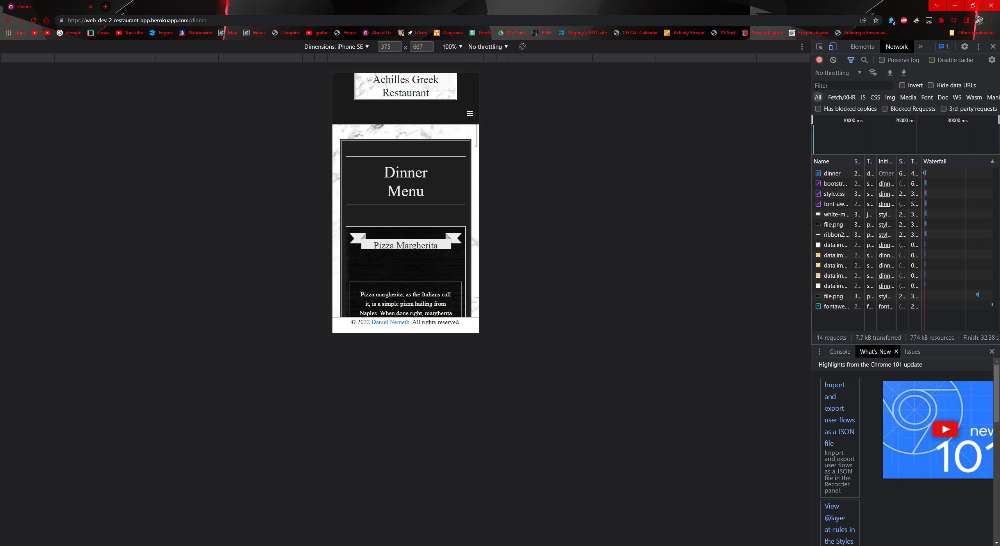 Dinner
https://web-dev-2-restaurant-app.herokuapp.com/dinner
Apps Google Zenva YouTube Engine Nationwide Map Wares Complex guitar Home About Us b1nzy Diagrams Pexels My Drive PING Roguey's X3TC site CELCAT Calendar Activity Stream YT Sort Akasztófa játék Közpénzhajsza Building a Forum wi... Other bookmarks
Dimensions: iPhone SE 375 × 667 100% No throttling
Achilles Greek
Restaurant
Dinner
Menu
Pizza Margherita
Pizza margherita, as the Italians call
it, is a simple pizza hailing from
Naples. When done right, margherita
© 2022 Daniel Nemeth. All rights reserved.
Elements Network 1
Preserve log Disable cache
No throttling
Filter Invert Hide data URLs
All Fetch/XHR JS CSS Img Media Font Doc WS Wasm Mani
Has blocked cookies Blocked Requests 3rd-party requests
10000 ms 20000 ms 30000 ms
Name S.. T.. Initi... S.. T.. Waterfall
dinner 2... d... Other 6... 4...
bootstr... 2... s... dinn... (... 6...
style.css 3... s... dinn... 2... 3...
font-aw... 2... s... dinn... (... 5...
white-m... 3... j... styl... 2... 3...
file.png 3... p... styl... 2... 3...
ribbon2.... 3... p... styl... 2... 3...
data:im... 2... p... dinn... (... 0...
data:im... 2... s... dinn... (... 0...
data:im... 2... s... dinn... (... 0...
data:im... 2... s... dinn... (... 0...
data:im... 2... s... dinn... (... 0...
file.png 3... p... styl... 2... 3...
fontawe... 2... f... font... (... 2...
14 requests 7.7 kB transferred 774 kB resources Finish: 32.38 s
Console What's New Issues
Highlights from the Chrome 101 update
Import
and
export
user flows
as a JSON
file
Import
and export
user flows
as a JSON
file in the
Recorder
panel.
View
@layer
at-rules in
the Styles
new
101